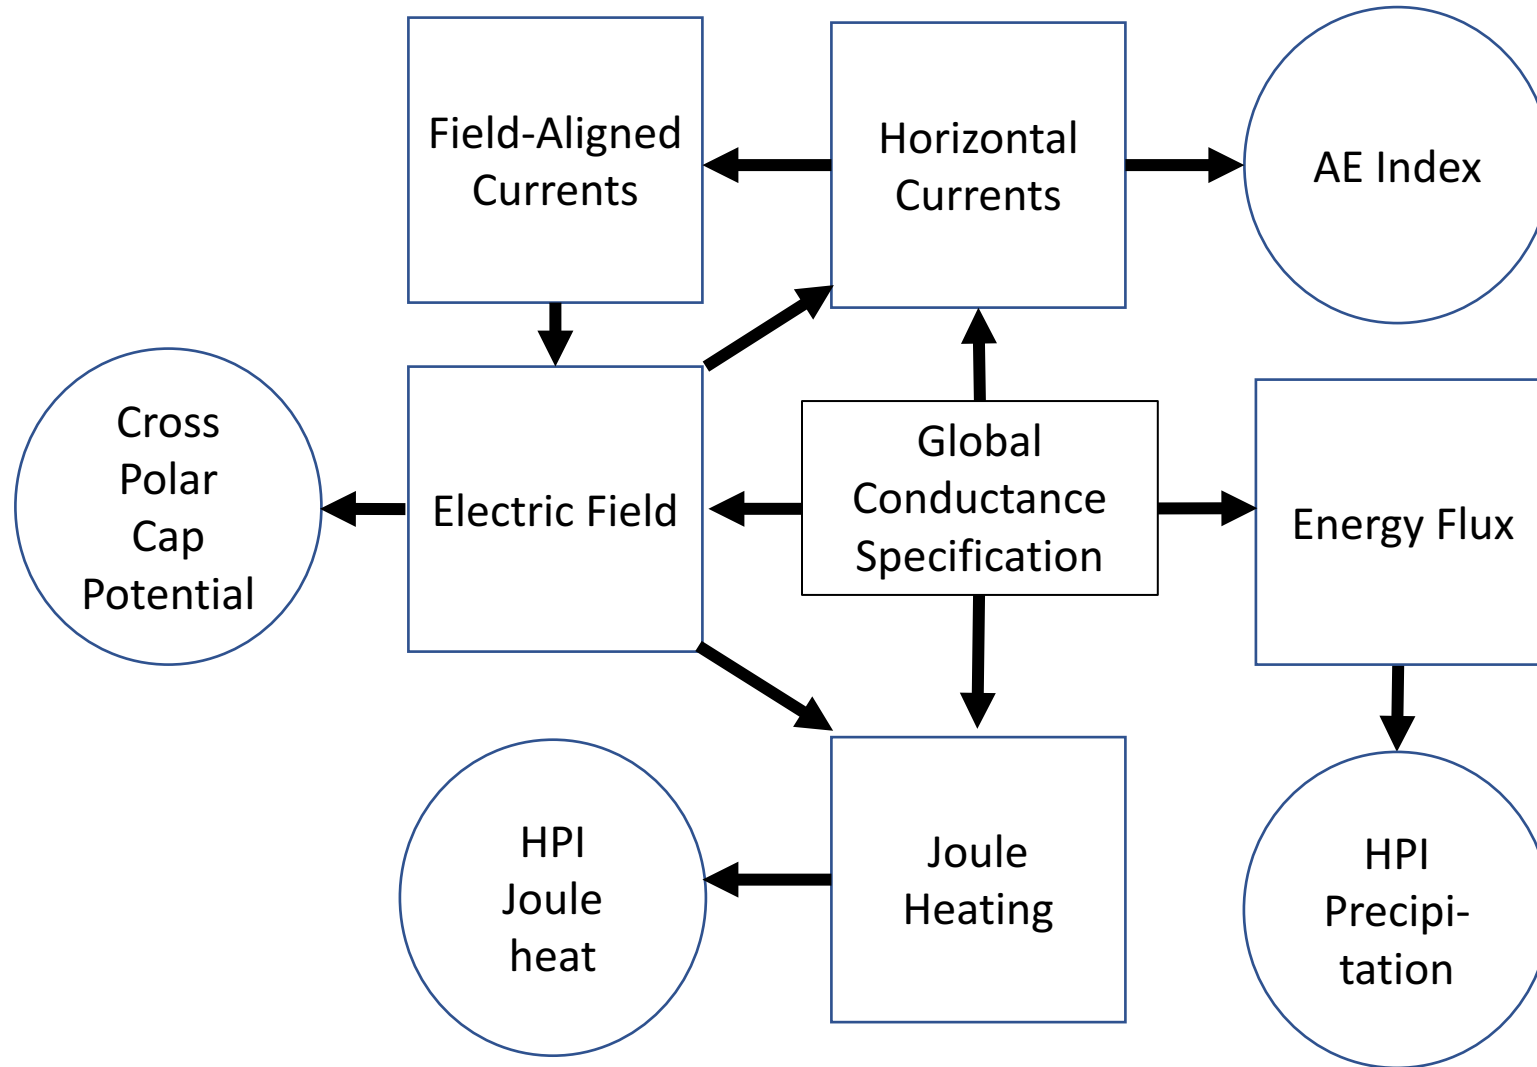 Field-Aligned
Currents
Horizontal
Currents
AE Index
Cross
Polar
Cap
Potential
Electric Field
Global
Conductance
Specification
Energy Flux
HPI
Joule
heat
Joule
Heating
HPI
Precipi-
tation